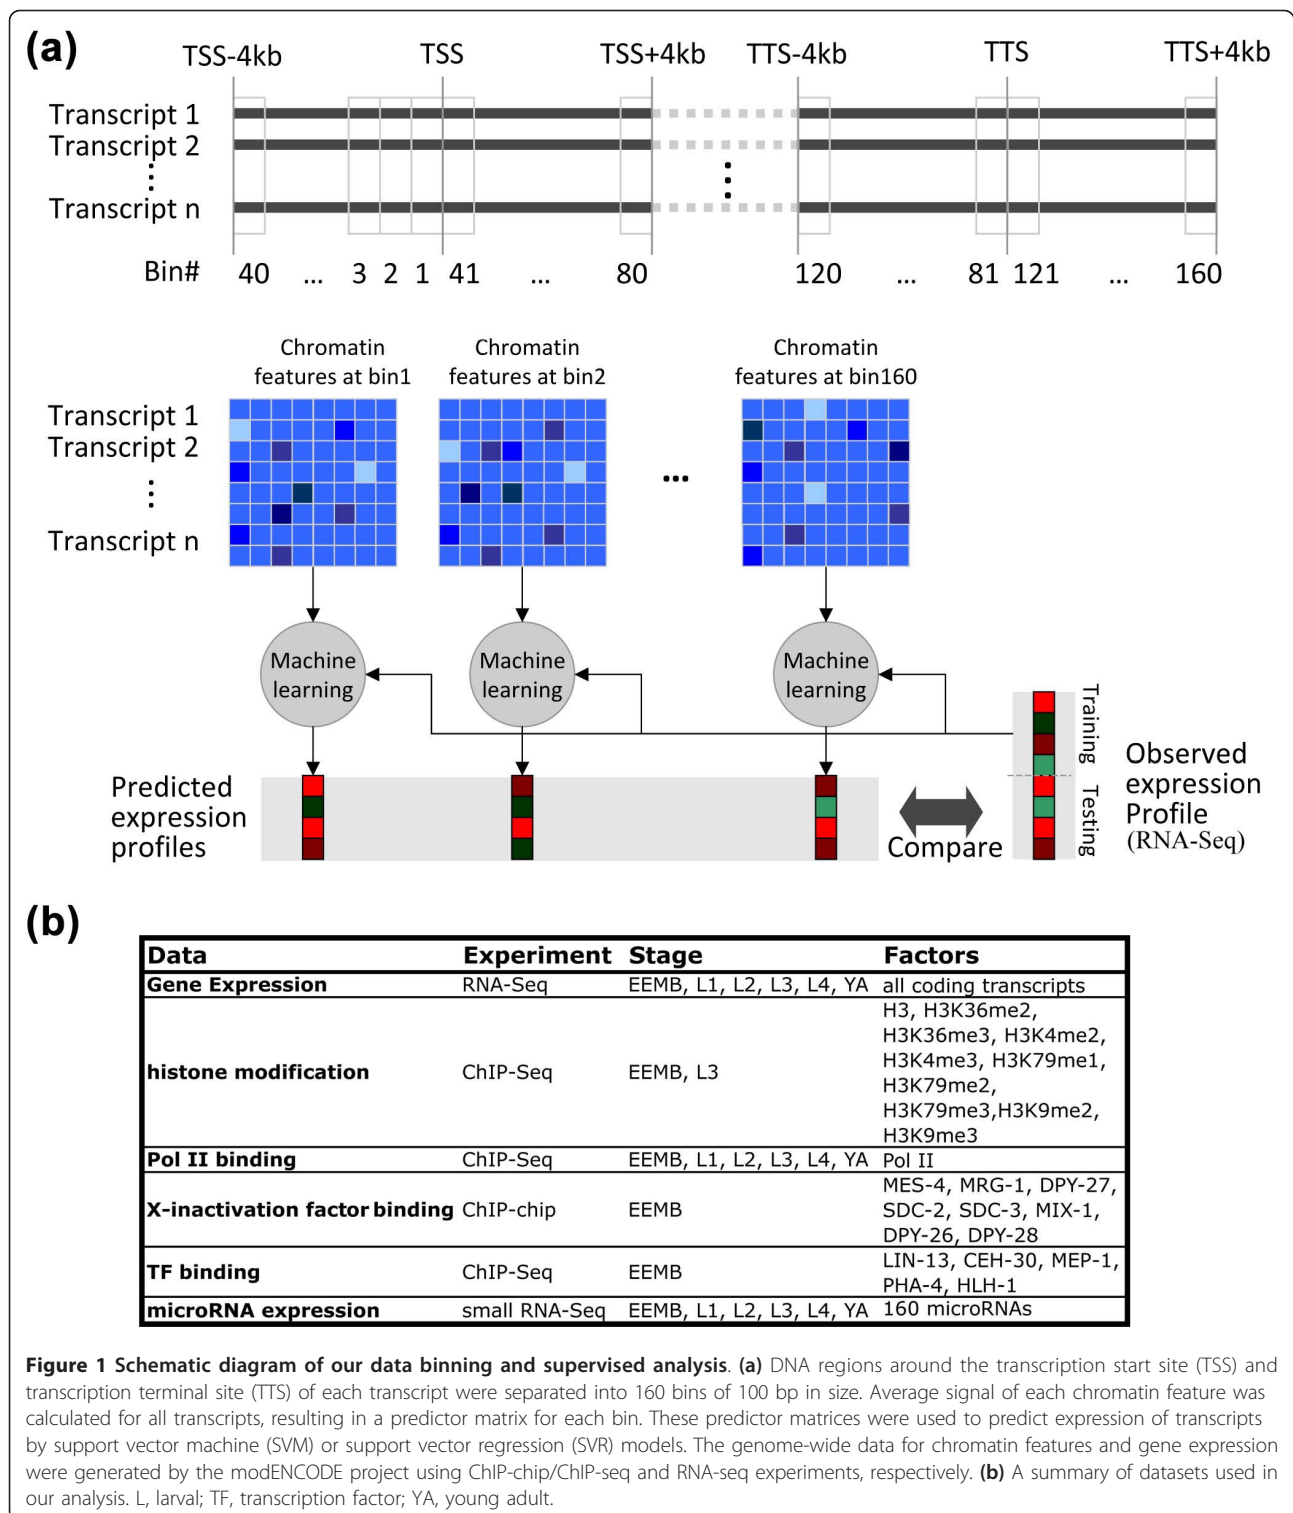 (a)
TSS-4kb TSS TSS+4kb TTS-4kb TTS TTS+4kb
Transcript 1
Transcript 2
Transcript n
Bin# 40 ... 3 2 1 41 ... 80 120 ... 81 121 ... 160
Chromatin features at bin1
Chromatin features at bin2
Chromatin features at bin160
Transcript 1
Transcript 2
...
Transcript n
Machine learning
Machine learning
Machine learning
Training
Testing
Observed
expression
Profile
(RNA-Seq)
Predicted
expression
profiles
Compare
(b)
Data Experiment Stage Factors
Gene Expression RNA-Seq EEMB, L1, L2, L3, L4, YA all coding transcripts
histone modification ChIP-Seq EEMB, L3
H3, H3K36me2,
H3K36me3, H3K4me2,
H3K4me3, H3K79me1,
H3K79me2,
H3K79me3,H3K9me2,
H3K9me3
Pol II binding ChIP-Seq EEMB, L1, L2, L3, L4, YA Pol II
X-inactivation factor binding ChIP-chip EEMB
MES-4, MRG-1, DPY-27,
SDC-2, SDC-3, MIX-1,
DPY-26, DPY-28
TF binding ChIP-Seq EEMB
LIN-13, CEH-30, MEP-1,
PHA-4, HLH-1
microRNA expression small RNA-Seq EEMB, L1, L2, L3, L4, YA 160 microRNAs
Figure 1 Schematic diagram of our data binning and supervised analysis. (a) DNA regions around the transcription start site (TSS) and
transcription terminal site (TTS) of each transcript were separated into 160 bins of 100 bp in size. Average signal of each chromatin feature was
calculated for all transcripts, resulting in a predictor matrix for each bin. These predictor matrices were used to predict expression of transcripts
by support vector machine (SVM) or support vector regression (SVR) models. The genome-wide data for chromatin features and gene expression
were generated by the modENCODE project using ChIP-chip/ChIP-seq and RNA-seq experiments, respectively. (b) A summary of datasets used in
our analysis. L, larval; TF, transcription factor; YA, young adult.